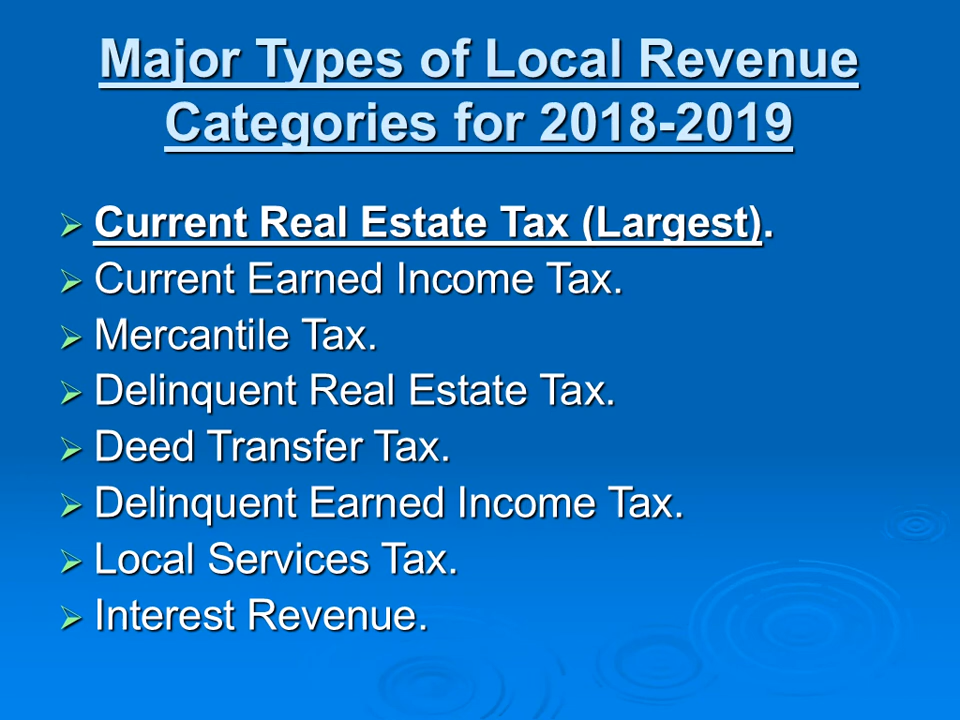 Major Types of Local Revenue
Categories for 2018-2019
Current Real Estate Tax (Largest).
Current Earned Income Tax.
Mercantile Tax.
Delinquent Real Estate Tax.
Deed Transfer Tax.
Delinquent Earned Income Tax.
Local Services Tax.
Interest Revenue.